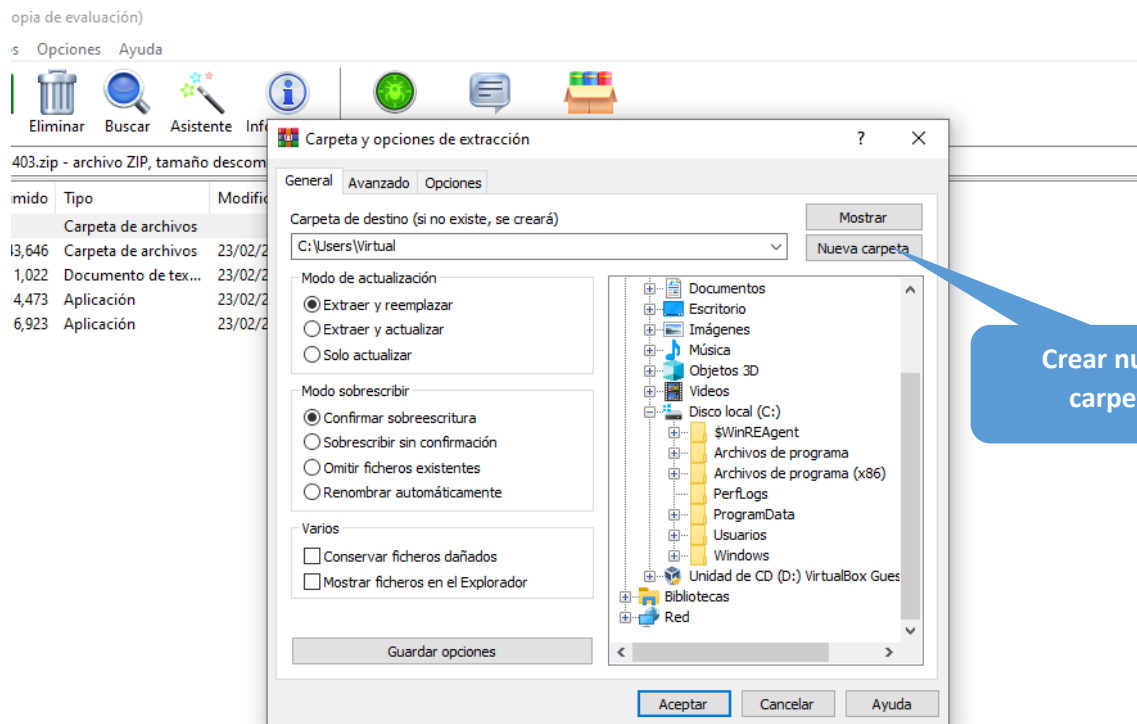 opia de evaluación)
s Opciones Ayuda
Eliminar Buscar Asistente Inf
403.zip - archivo ZIP, tamaño descom
mido Tipo Modific
Carpeta de archivos
43,646 Carpeta de archivos 23/02/2
1,022 Documento de tex... 23/02/2
4,473 Aplicación 23/02/2
6,923 Aplicación 23/02/2
Carpeta y opciones de extracción ?
General Avanzado Opciones
Carpeta de destino (si no existe, se creará)
Mostrar
C:\Users\Virtual
Nueva carpeta
Modo de actualización
Extraer y reemplazar
Extraer y actualizar
Solo actualizar
Modo sobrescribir
Confirmar sobreescritura
Sobrescribir sin confirmación
Omitir ficheros existentes
Renombrar automáticamente
Varios
Conservar ficheros dañados
Mostrar ficheros en el Explorador
Guardar opciones
Documentos
Escritorio
Imágenes
Música
Objetos 3D
Videos
Disco local (C:)
$WinREAgent
Archivos de programa
Archivos de programa (x86)
PerfLogs
ProgramData
Usuarios
Windows
Unidad de CD (D:) VirtualBox Gues
Bibliotecas
Red
Aceptar Cancelar Ayuda
Crear nu
carpe